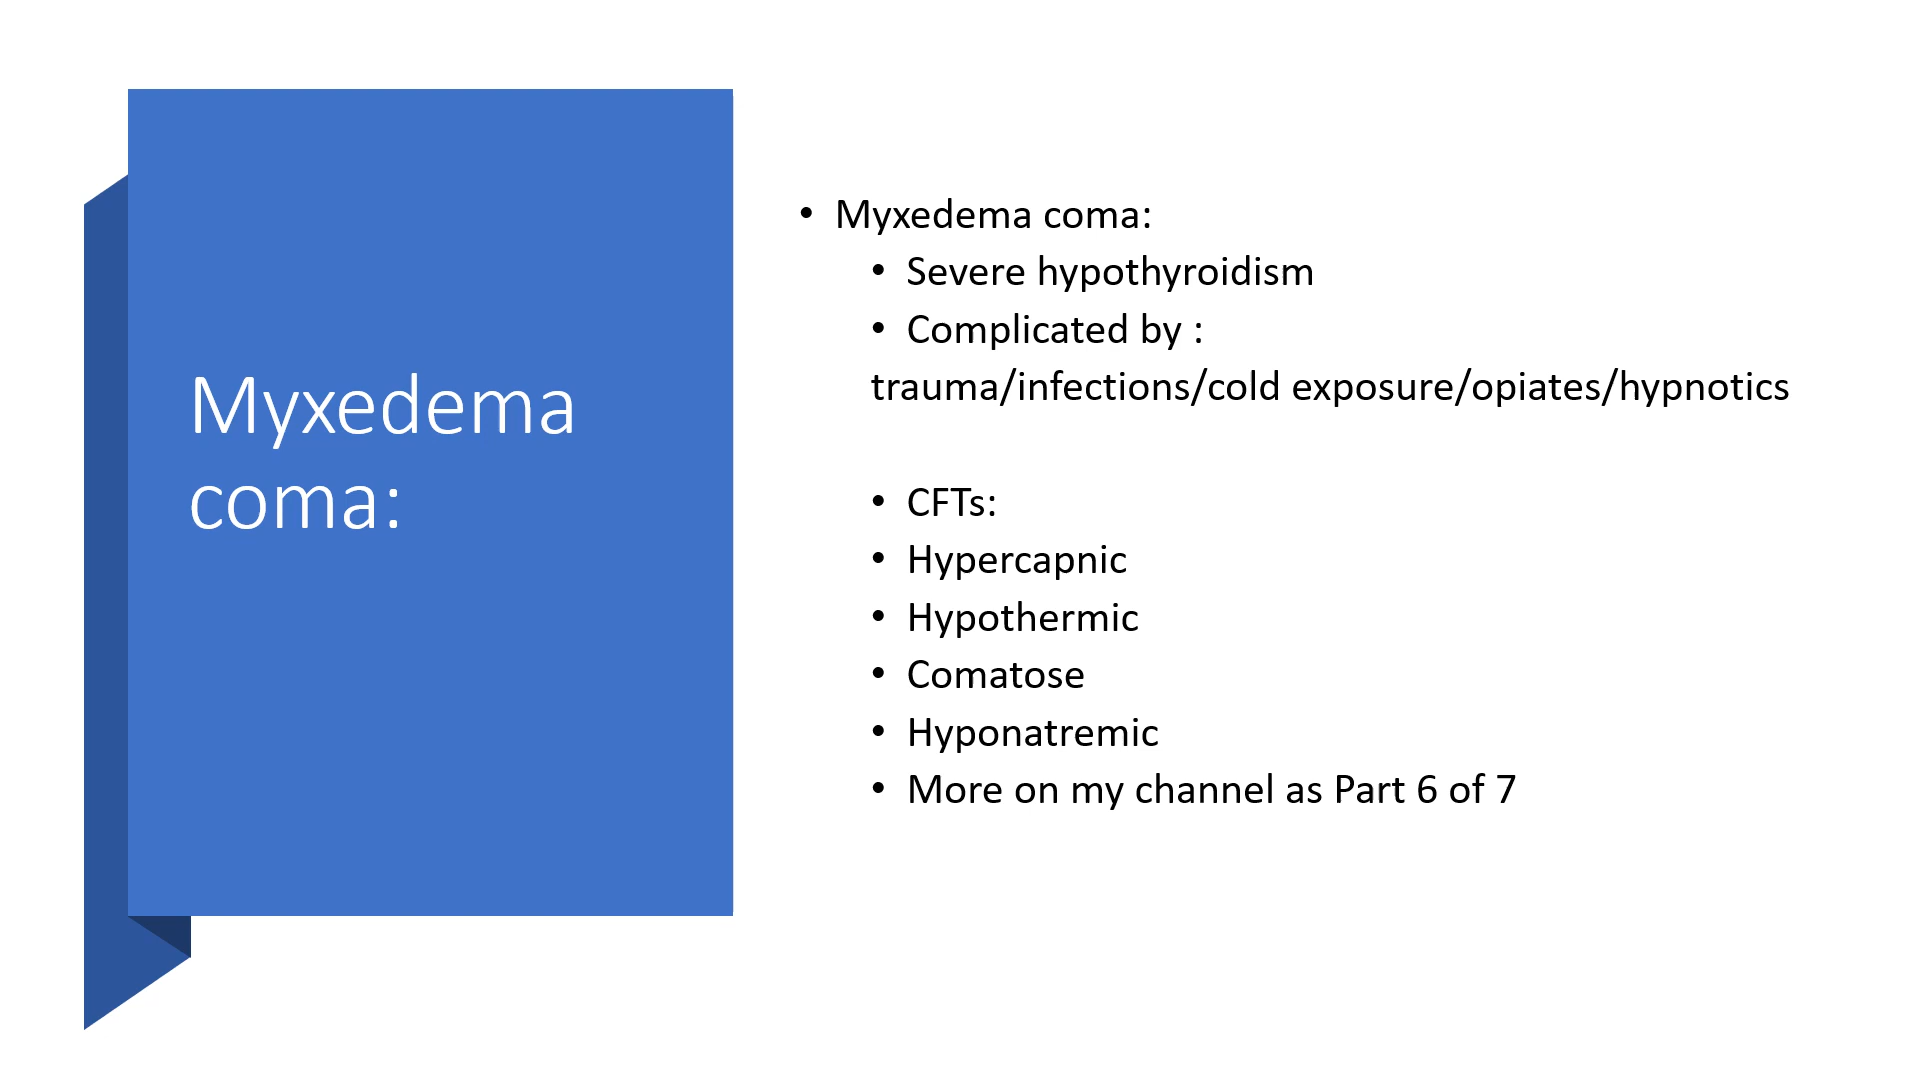 Myxedema
coma:
• Myxedema coma:
• Severe hypothyroidism
• Complicated by :
trauma/infections/cold exposure/opiates/hypnotics
• CFTs:
• Hypercapnic
• Hypothermic
• Comatose
• Hyponatremic
• More on my channel as Part 6 of 7